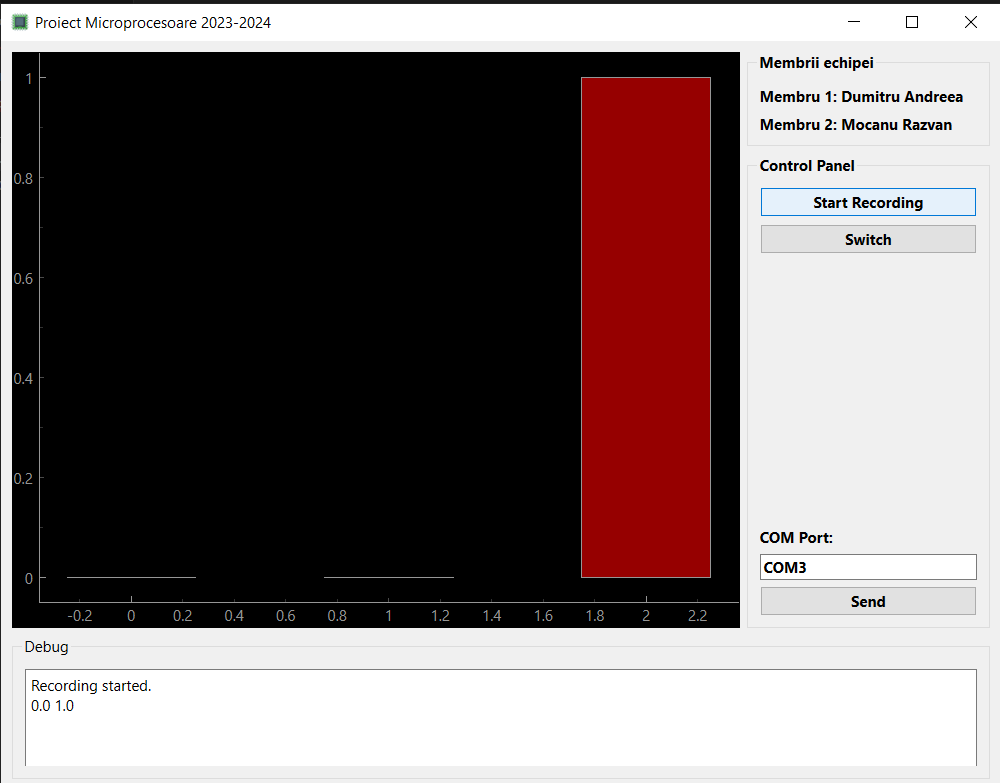 Proiect Microprocesoare 2023-2024
1
0.8
0.6
0.4
0.2
0
-0.2 0 0.2 0.4 0.6 0.8 1 1.2 1.4 1.6 1.8 2 2.2
Membrii echipei
Membru 1: Dumitru Andreea
Membru 2: Mocanu Razvan
Control Panel
Start Recording
Switch
COM Port:
COM3
Send
Debug
Recording started.
0.0 1.0